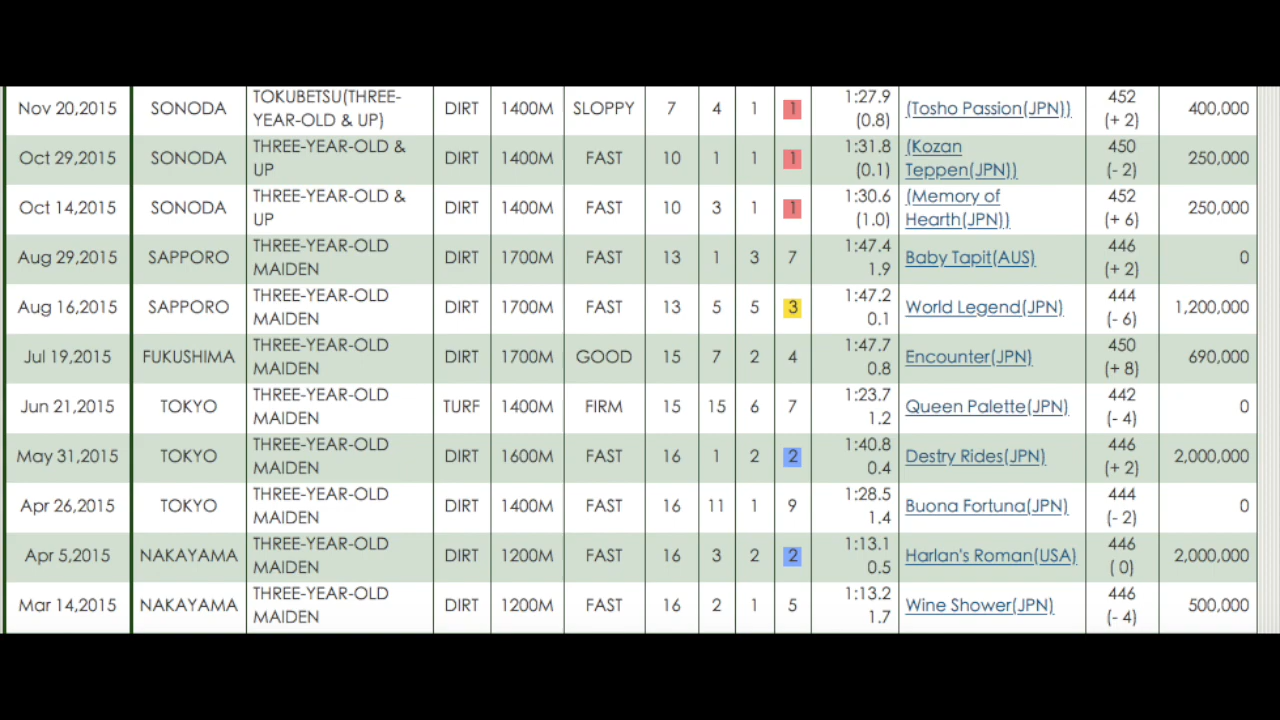 Nov 20,2015 SONODA TOKUBETSU(THREE-YEAR-OLD & UP) DIRT 1400M SLOPPY 7 4 1 1 1:27.9 (0.8) (Tosho Passion(JPN)) 452 (+ 2) 400,000
Oct 29,2015 SONODA THREE-YEAR-OLD & UP DIRT 1400M FAST 10 1 1 1 1:31.8 (0.1) (Kozan Teppen(JPN)) 450 (- 2) 250,000
Oct 14,2015 SONODA THREE-YEAR-OLD & UP DIRT 1400M FAST 10 3 1 1 1:30.6 (1.0) (Memory of Hearth(JPN)) 452 (+ 6) 250,000
Aug 29,2015 SAPPORO THREE-YEAR-OLD MAIDEN DIRT 1700M FAST 13 1 3 7 1:47.4 1.9 Baby Tapit(AUS) 446 (+ 2) 0
Aug 16,2015 SAPPORO THREE-YEAR-OLD MAIDEN DIRT 1700M FAST 13 5 5 3 1:47.2 0.1 World Legend(JPN) 444 (- 6) 1,200,000
Jul 19,2015 FUKUSHIMA THREE-YEAR-OLD MAIDEN DIRT 1700M GOOD 15 7 2 4 1:47.7 0.8 Encounter(JPN) 450 (+ 8) 690,000
Jun 21,2015 TOKYO THREE-YEAR-OLD MAIDEN TURF 1400M FIRM 15 15 6 7 1:23.7 1.2 Queen Palette(JPN) 442 (- 4) 0
May 31,2015 TOKYO THREE-YEAR-OLD MAIDEN DIRT 1600M FAST 16 1 2 2 1:40.8 0.4 Destry Rides(JPN) 446 (+ 2) 2,000,000
Apr 26,2015 TOKYO THREE-YEAR-OLD MAIDEN DIRT 1400M FAST 16 11 1 9 1:28.5 1.4 Buona Fortuna(JPN) 444 (- 2) 0
Apr 5,2015 NAKAYAMA THREE-YEAR-OLD MAIDEN DIRT 1200M FAST 16 3 2 2 1:13.1 0.5 Harlan's Roman(USA) 446 ( 0) 2,000,000
Mar 14,2015 NAKAYAMA THREE-YEAR-OLD MAIDEN DIRT 1200M FAST 16 2 1 5 1:13.2 1.7 Wine Shower(JPN) 446 (- 4) 500,000